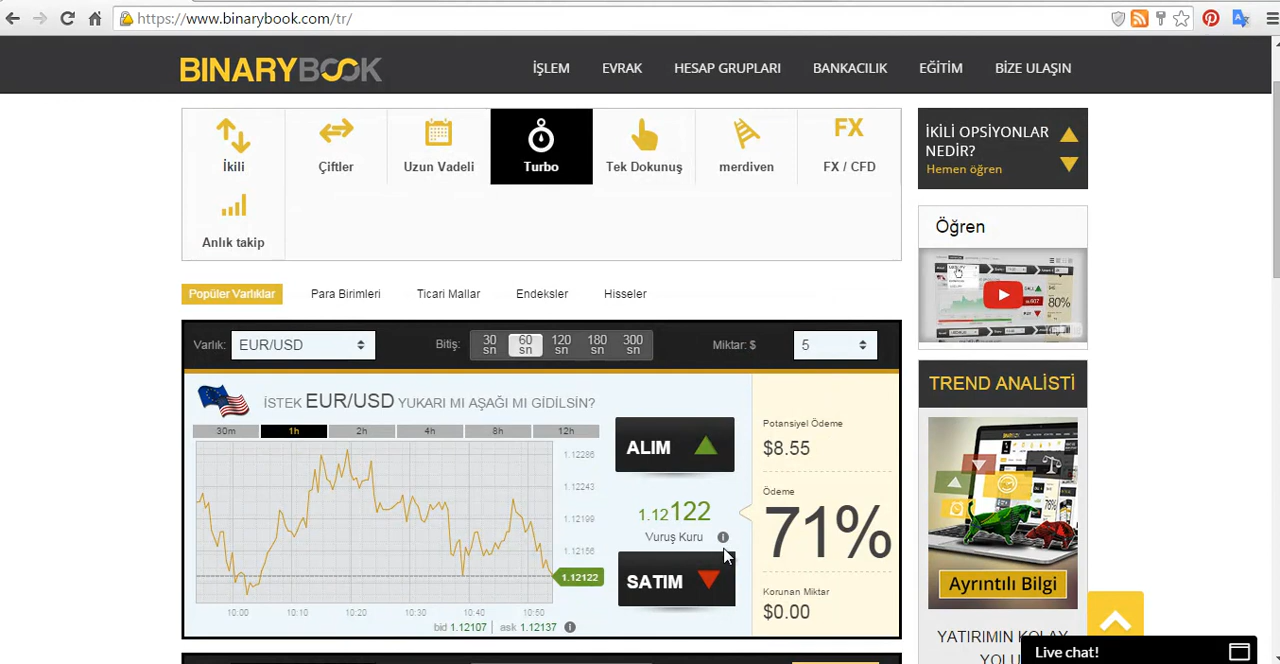 https://www.binarybook.com/tr/
BINARYBOOK
İŞLEM EVRAK HESAP GRUPLARI BANKACILIK EĞİTİM BİZE ULAŞIN
İkili Çiftler Uzun Vadeli Turbo Tek Dokunuş merdiven FX / CFD
FX
Anlık takip
İKİLİ OPSİYONLAR
NEDİR?
Hemen öğren
Öğren
80%
Popüler Varlıklar Para Birimleri Ticari Mallar Endeksler Hisseler
Varlık: EUR/USD Bitiş: 30 sn 60 sn 120 sn 180 sn 300 sn Miktar: $ 5
İSTEK EUR/USD YUKARI MI AŞAĞI MI GİDİLSİN?
30m 1h 2h 4h 8h 12h
1.12286
1.12243
1.12199
1.12156
1.12122
10:00 10:10 10:20 10:30 10:40 10:50
bid 1.12107 | ask 1.12137
ALIM
1.12122
Vuruş Kuru
SATIM
Potansiyel Ödeme
$8.55
Ödeme
71%
Korunan Miktar
$0.00
TREND ANALİSTİ
Ayrıntılı Bilgi
YATIRIMIN KOLAY
Live chat!